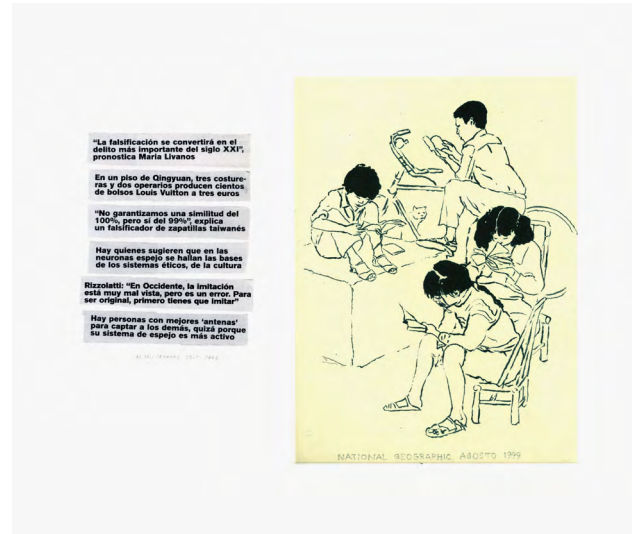 “La falsificación se convertirá en el
delito más importante del siglo XXI”,
pronostica Maria Livanos
En un piso de Qingyuan, tres costure-
ras y dos operarios producen cientos
de bolsos Louis Vuitton a tres euros
“No garantizamos una similitud del
100%, pero sí del 99%”, explica
un falsificador de zapatillas taiwanés
Hay quienes sugieren que en las
neuronas espejo se hallan las bases
de los sistemas éticos, de la cultura
Rizzolatti: “En Occidente, la imitación
está muy mal vista, pero es un error. Para
ser original, primero tienes que imitar”
Hay personas con mejores ‘antenas’
para captar a los demás, quizá porque
su sistema de espejo es más activo
NATIONAL GEOGRAPHIC AGOSTO 1999